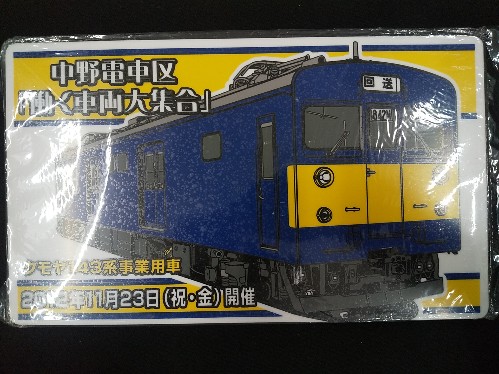 中野電車区
「働く車両大集合」
回送
クモヤ143系事業用車
2012年11月23日(祝・金)開催